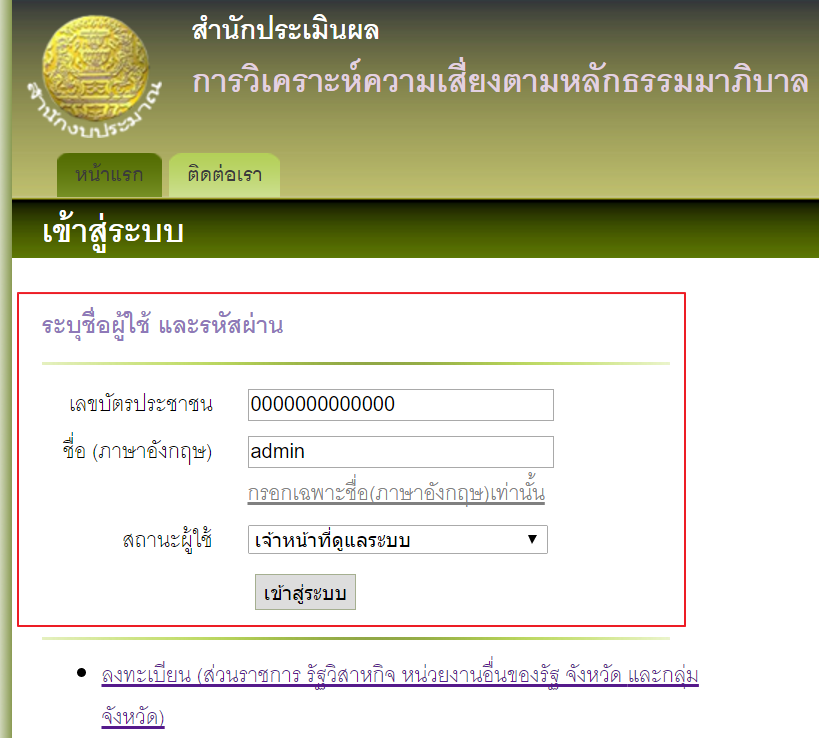 สำนักประเมินผล
การวิเคราะห์ความเสี่ยงตามหลักธรรมมาภิบาล
สำนักงบประมาณ
หน้าแรก ติดต่อเรา
เข้าสู่ระบบ
ระบุชื่อผู้ใช้ และรหัสผ่าน
เลขบัตรประชาชน 0000000000000
ชื่อ (ภาษาอังกฤษ) admin
กรอกเฉพาะชื่อ(ภาษาอังกฤษ)เท่านั้น
สถานะผู้ใช้ เจ้าหน้าที่ดูแลระบบ
เข้าสู่ระบบ
ลงทะเบียน (ส่วนราชการ รัฐวิสาหกิจ หน่วยงานอื่นของรัฐ จังหวัด และกลุ่ม
จังหวัด)